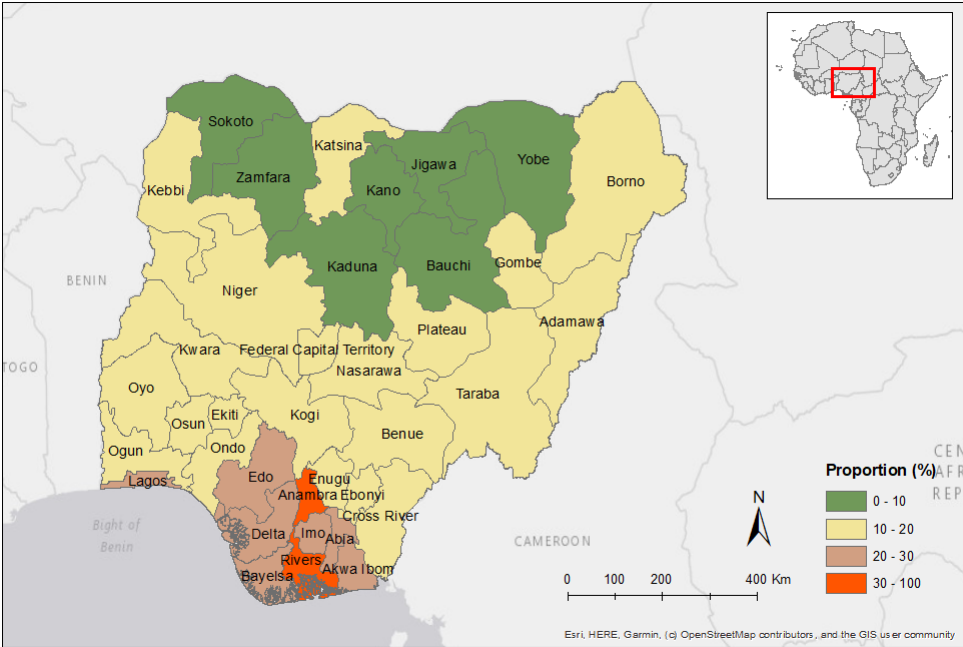 Sokoto
Katsina
Jigawa
Yobe
Zamfara
Kano
Borno
Kebbi
BENIN
Kaduna
Bauchi
Gombe
Niger
Adamawa
Plateau
Kwara
Federal Capital Territory
TOGO
Nasarawa
Oyo
Taraba
Osun
Ekiti
Kogi
Benue
Ogun
Ondo
Lagos
Edo
Enugu
Anambra
Ebonyi
Cross River
Bight of
Benin
Delta
Imo
Abia
Rivers
Bayelsa
Akwa Ibom
CAMEROON
CEN
AFR
REP
N
0 100 200 400 Km
Proportion (%)
0 - 10
10 - 20
20 - 30
30 - 100
Esri, HERE, Garmin, (c) OpenStreetMap contributors, and the GIS user community